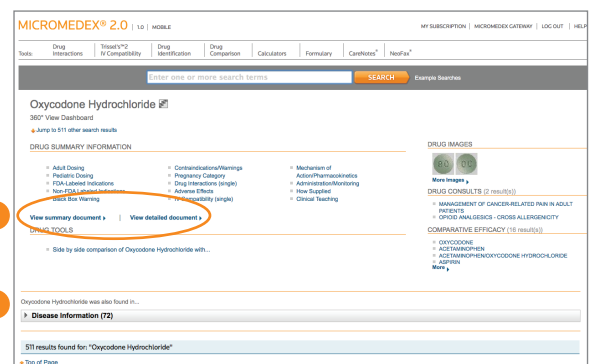 MICROMEDEX® 2.0 | 1.0 | MOBILE
MY SUBSCRIPTION | MICROMEDEX GATEWAY | LOG OUT | HELP
Tools: Drug Interactions | Trissel's™2 IV Compatibility | Drug Identification | Drug Comparison | Calculators | Formulary | CareNotes® | NeoFax®
Enter one or more search terms SEARCH Example Searches
Oxycodone Hydrochloride
360° View Dashboard
Jump to 511 other search results
DRUG SUMMARY INFORMATION
Adult Dosing
Pediatric Dosing
FDA-Labeled Indications
Non-FDA Labeled Indications
Black Box Warning
Contraindications/Warnings
Pregnancy Category
Drug Interactions (single)
Adverse Effects
IV Compatibility (single)
Mechanism of
Action/Pharmacokinetics
Administration/Monitoring
How Supplied
Clinical Teaching
View summary document | View detailed document
DRUG TOOLS
Side by side comparison of Oxycodone Hydrochloride with...
DRUG IMAGES
More Images
DRUG CONSULTS (2 result(s))
MANAGEMENT OF CANCER-RELATED PAIN IN ADULT
PATIENTS
OPIOID ANALGESICS - CROSS ALLERGENICITY
COMPARATIVE EFFICACY (16 result(s))
OXYCODONE
ACETAMINOPHEN
ACETAMINOPHEN/OXYCODONE HYDROCHLORIDE
ASPIRIN
More
Oxycodone Hydrochloride was also found in...
Disease Information (72)
511 results found for: "Oxycodone Hydrochloride"
Top of Page